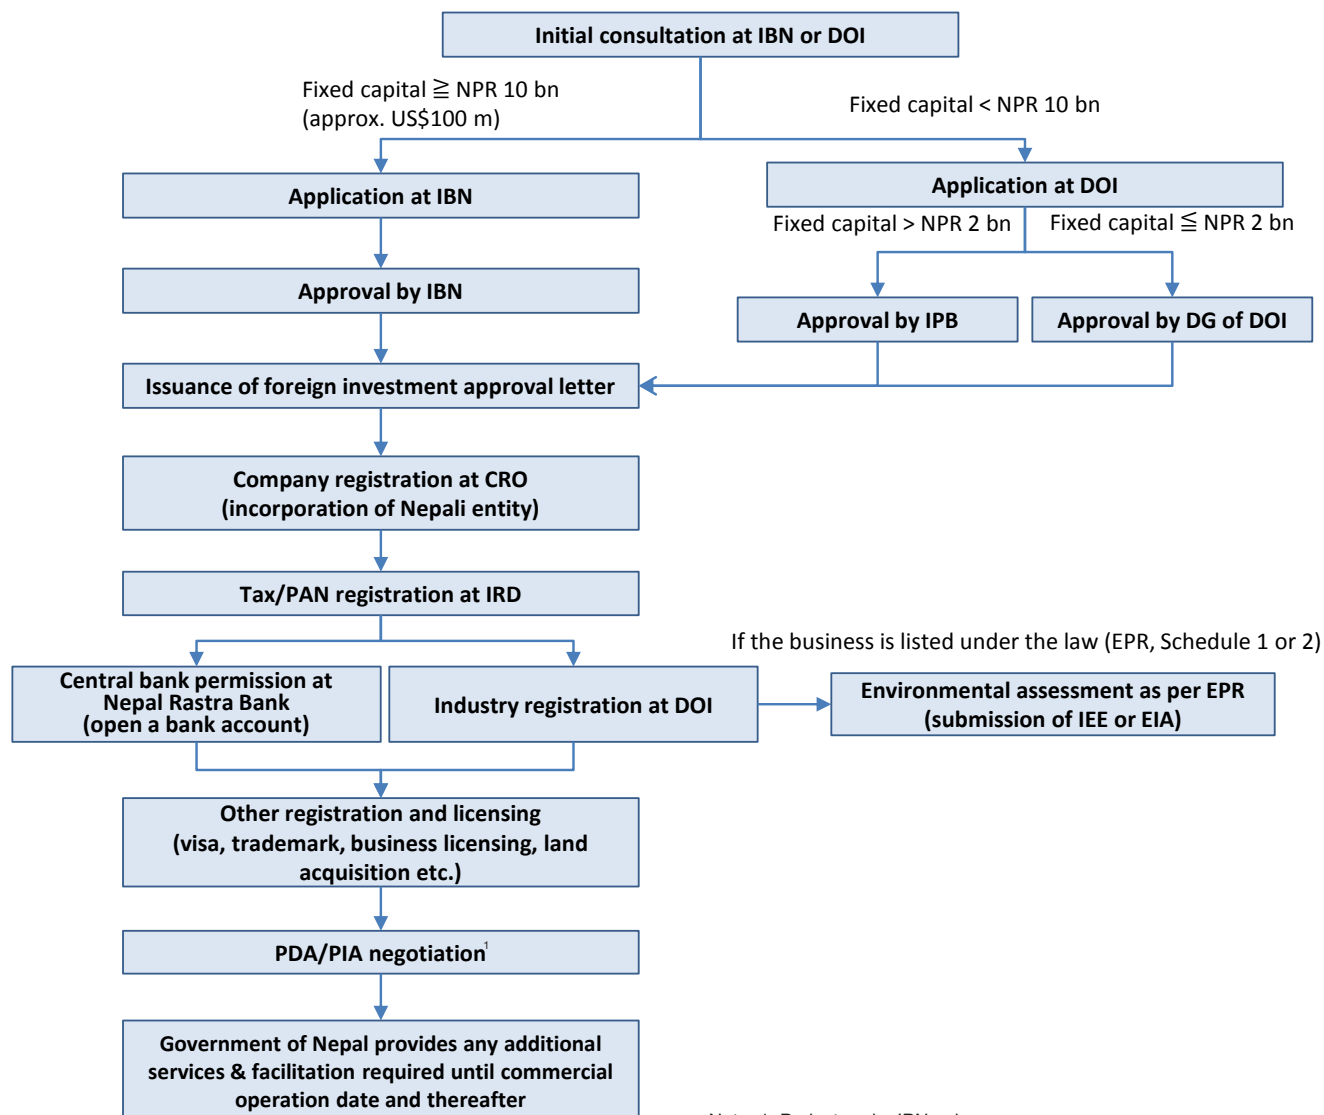 Initial consultation at IBN or DOI
Fixed capital ≧ NPR 10 bn
(approx. US$100 m)
Fixed capital < NPR 10 bn
Application at IBN
Application at DOI
Fixed capital > NPR 2 bn
Fixed capital ≦ NPR 2 bn
Approval by IBN
Approval by IPB
Approval by DG of DOI
Issuance of foreign investment approval letter
Company registration at CRO
(incorporation of Nepali entity)
Tax/PAN registration at IRD
If the business is listed under the law (EPR, Schedule 1 or 2)
Central bank permission at
Nepal Rastra Bank
(open a bank account)
Industry registration at DOI
Environmental assessment as per EPR
(submission of IEE or EIA)
Other registration and licensing
(visa, trademark, business licensing, land
acquisition etc.)
PDA/PIA negotiation¹
Government of Nepal provides any additional
services & facilitation required until commercial
operation date and thereafter